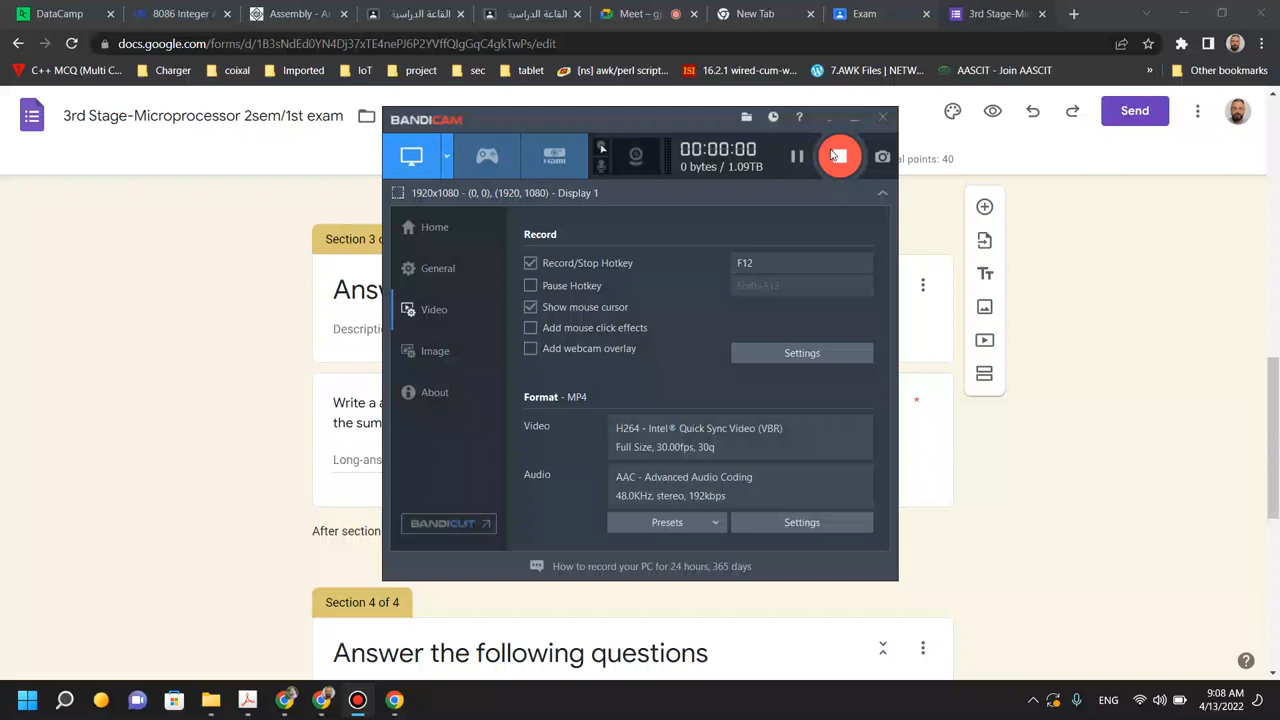 DataCamp
8086 Integer A
Assembly - A
القاعة الدراسية
القاعة الدراسية
Meet – g
New Tab
Exam
3rd Stage-Mi
docs.google.com/forms/d/1B3sNdEd0YN4Dj37xTE4nePJ6P2YVffQIgGqC4gkTwPs/edit
C++ MCQ (Multi C...
Charger
coixal
Imported
IoT
project
sec
tablet
[ns] awk/perl script...
ISI 16.2.1 wired-cum-w...
7.AWK Files | NETW...
AASCIT - Join AASCIT
»
Other bookmarks
3rd Stage-Microprocessor 2sem/1st exam
Send
al points: 40
BANDICAM
00:00:00
0 bytes / 1.09TB
HDMI
1920x1080 - (0, 0), (1920, 1080) - Display 1
Home
General
Video
Image
About
BANDICUT
Record
Record/Stop Hotkey
F12
Pause Hotkey
Shift+F12
Show mouse cursor
Add mouse click effects
Add webcam overlay
Settings
Format - MP4
Video
H264 - Intel® Quick Sync Video (VBR)
Full Size, 30.00fps, 30q
Audio
AAC - Advanced Audio Coding
48.0KHz, stereo, 192kbps
Presets
Settings
How to record your PC for 24 hours, 365 days
Section 3 o
Ansv
Descriptio
Write a a
*
the sum
Long-ans
After section
Section 4 of 4
Answer the following questions
ENG
9:08 AM
4/13/2022